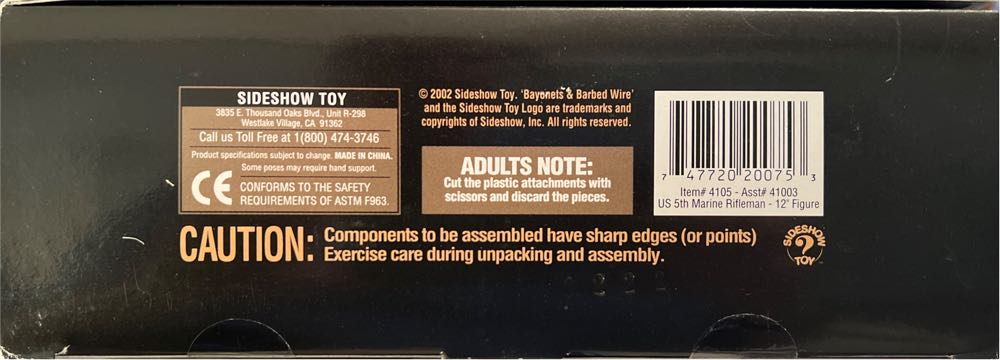 SIDESHOW TOY
3835 E. Thousand Oaks Blvd., Unit R-298
Westlake Village, CA 91362
Call us Toll Free at 1(800) 474-3746
Product specifications subject to change. MADE IN CHINA.
Some poses may require hand support.
CE CONFORMS TO THE SAFETY
REQUIREMENTS OF ASTM F963.
© 2002 Sideshow Toy. 'Bayonets & Barbed Wire'
and the Sideshow Toy Logo are trademarks and
copyrights of Sideshow, Inc. All rights reserved.
ADULTS NOTE:
Cut the plastic attachments with
scissors and discard the pieces.
7 47720 20075 3
Item# 4105 - Asst# 41003
US 5th Marine Rifleman - 12" Figure
CAUTION: Components to be assembled have sharp edges (or points)
Exercise care during unpacking and assembly.
SIDESHOW
?
TOY